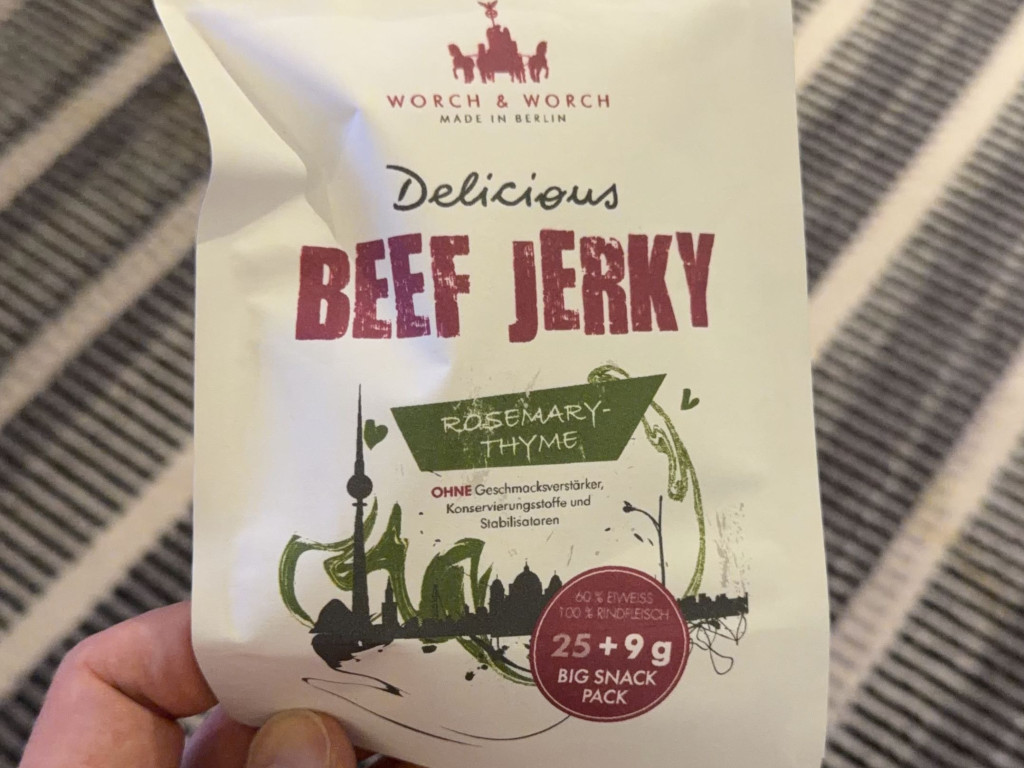 WORCH & WORCH
MADE IN BERLIN
Delicious
BEEF JERKY
ROSEMARY-
THYME
OHNE Geschmacksverstärker,
Konservierungsstoffe und
Stabilisatoren
60 % EIWEISS
100 % RINDFLEISCH
25 + 9 g
BIG SNACK
PACK